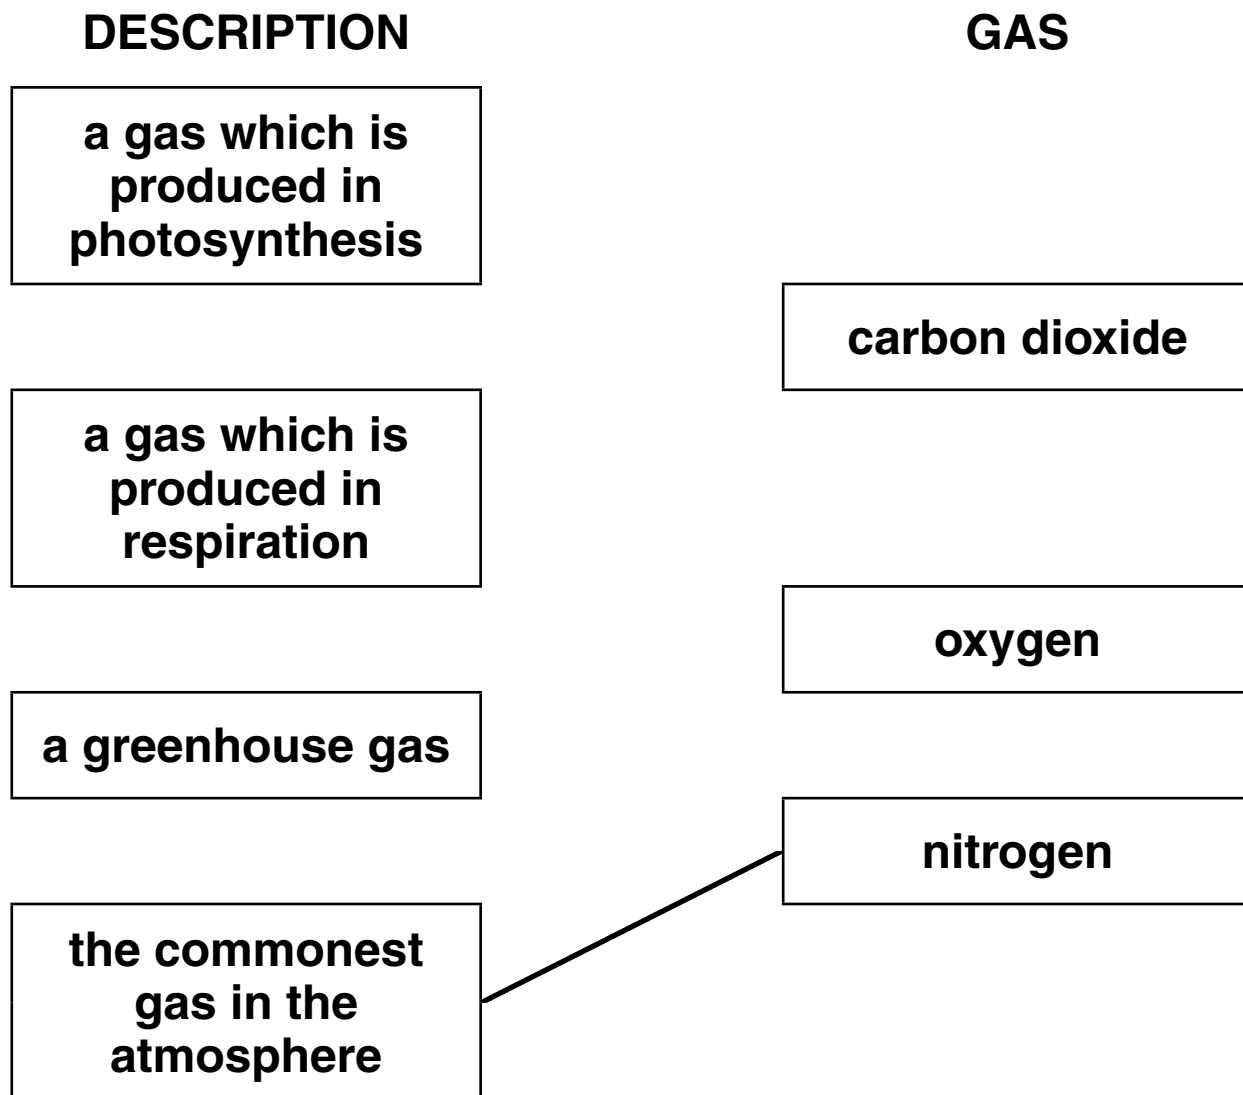 DESCRIPTION
GAS
a gas which is
produced in
photosynthesis
carbon dioxide
a gas which is
produced in
respiration
oxygen
a greenhouse gas
nitrogen
the commonest
gas in the
atmosphere